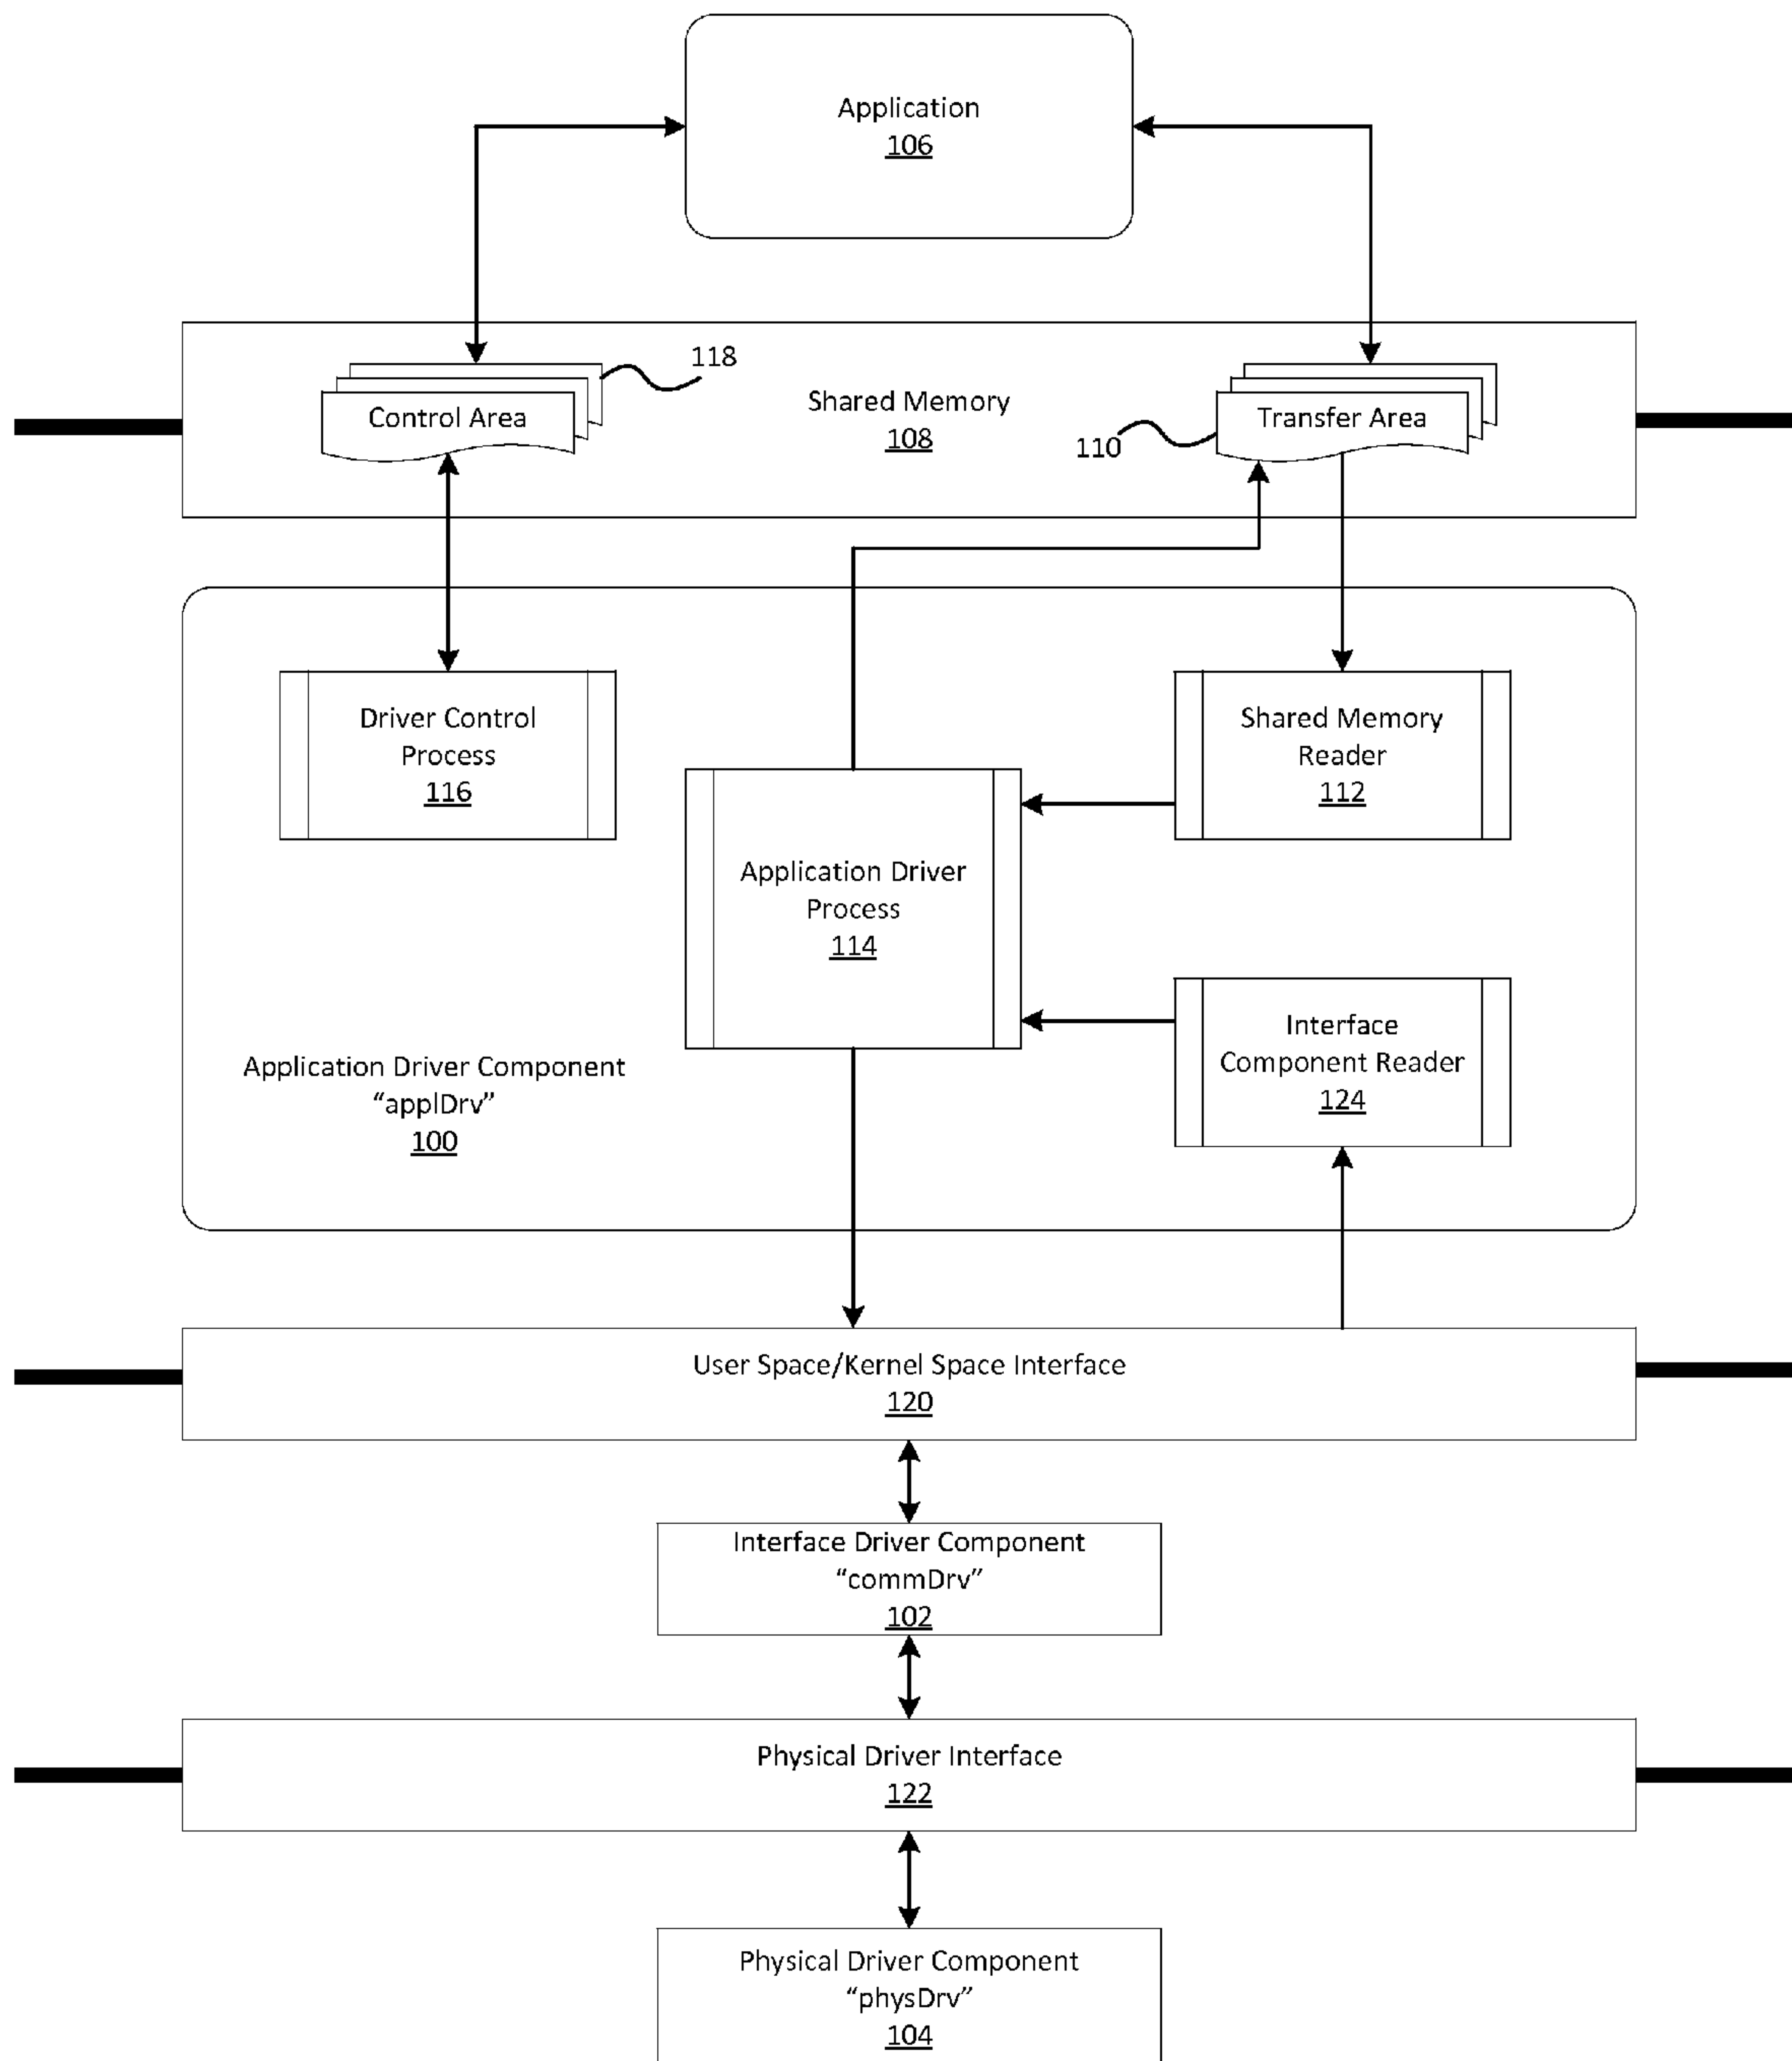 Application
106
118
Control Area
Shared Memory
108
110
Transfer Area
Driver Control
Process
116
Shared Memory
Reader
112
Application Driver
Process
114
Interface
Component Reader
124
Application Driver Component
“applDrv”
100
User Space/Kernel Space Interface
120
Interface Driver Component
“commDrv”
102
Physical Driver Interface
122
Physical Driver Component
“physDrv”
104